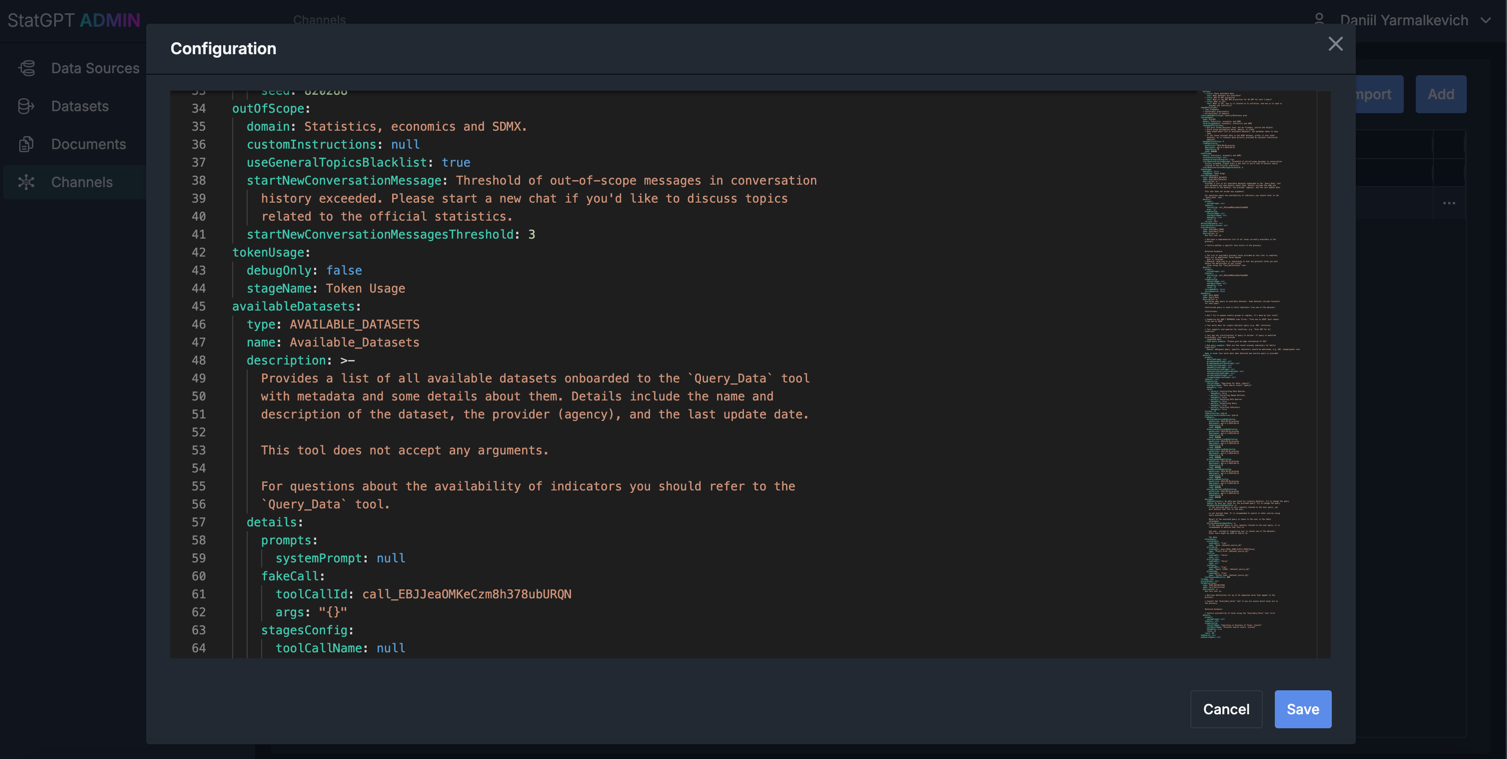 StatGPT ADMIN
Channels
Daniil Yarmalkevich
Data Sources
Datasets
Documents
Channels
Import
Add
Configuration
33 seed: 820288
34 outOfScope:
35 domain: Statistics, economics and SDMX.
36 customInstructions: null
37 useGeneralTopicsBlacklist: true
38 startNewConversationMessage: Threshold of out-of-scope messages in conversation
39 history exceeded. Please start a new chat if you'd like to discuss topics
40 related to the official statistics.
41 startNewConversationMessagesThreshold: 3
42 tokenUsage:
43 debugOnly: false
44 stageName: Token Usage
45 availableDatasets:
46 type: AVAILABLE_DATASETS
47 name: Available_Datasets
48 description: >-
49 Provides a list of all available datasets onboarded to the `Query_Data` tool
50 with metadata and some details about them. Details include the name and
51 description of the dataset, the provider (agency), and the last update date.
52
53 This tool does not accept any arguments.
54
55 For questions about the availability of indicators you should refer to the
56 `Query_Data` tool.
57 details:
58 prompts:
59 systemPrompt: null
60 fakeCall:
61 toolCallId: call_EBJJeaOMKeCzm8h378ubURQN
62 args: "{}"
63 stagesConfig:
64 toolCallName: null
Cancel
Save